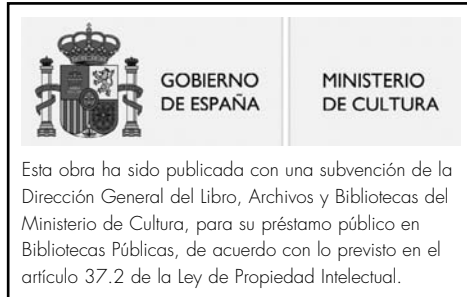 GOBIERNO
DE ESPAÑA
MINISTERIO
DE CULTURA
Esta obra ha sido publicada con una subvención de la
Dirección General del Libro, Archivos y Bibliotecas del
Ministerio de Cultura, para su préstamo público en
Bibliotecas Públicas, de acuerdo con lo previsto en el
artículo 37.2 de la Ley de Propiedad Intelectual.